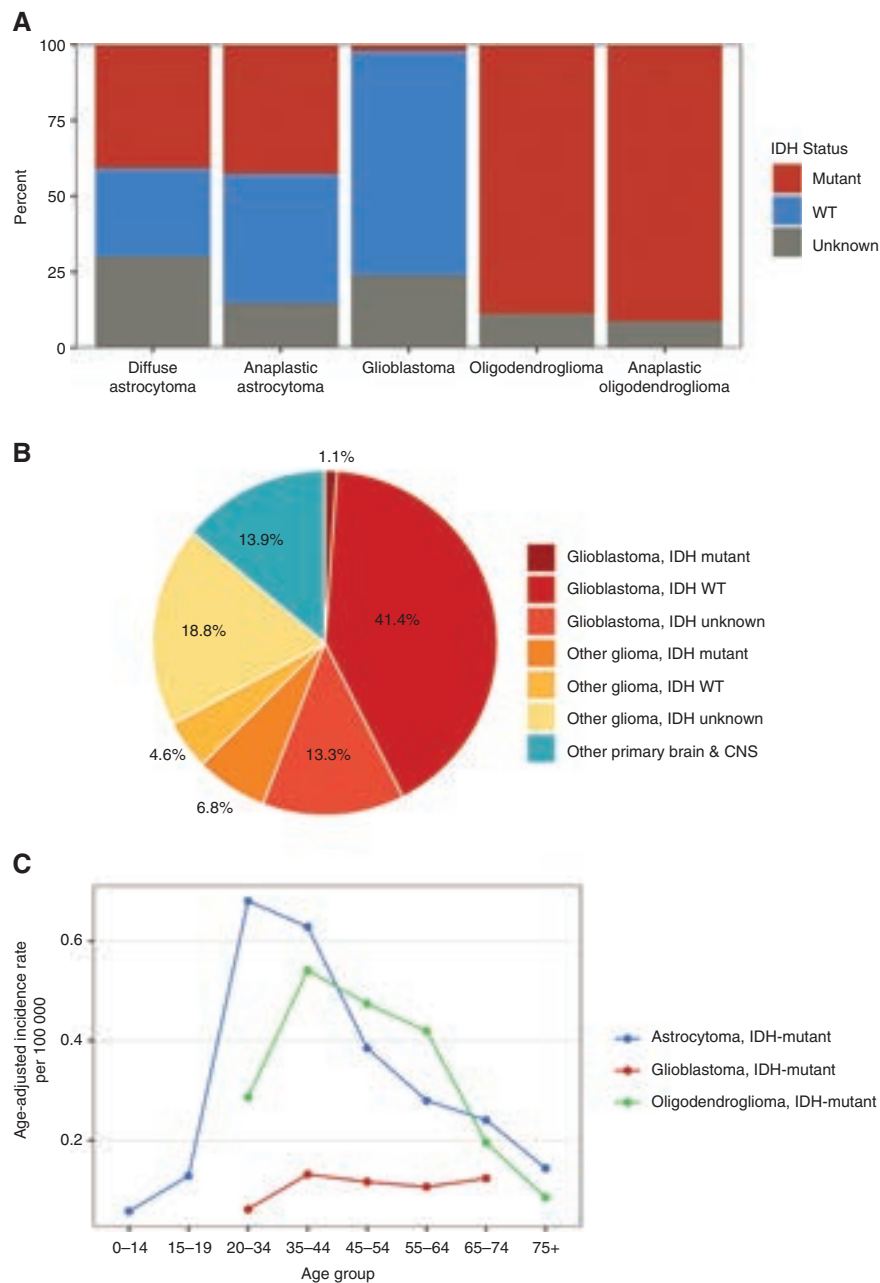 A
100
75
50
25
0
Percent
Diffuse
astrocytoma
Anaplastic
astrocytoma
Glioblastoma
Oligodendroglioma
Anaplastic
oligodendroglioma
IDH Status
Mutant
WT
Unknown
B
1.1%
41.4%
13.3%
6.8%
4.6%
18.8%
13.9%
Glioblastoma, IDH mutant
Glioblastoma, IDH WT
Glioblastoma, IDH unknown
Other glioma, IDH mutant
Other glioma, IDH WT
Other glioma, IDH unknown
Other primary brain & CNS
C
0.6
0.4
0.2
Age-adjusted incidence rate
per 100 000
0–14
15–19
20–34
35–44
45–54
55–64
65–74
75+
Age group
Astrocytoma, IDH-mutant
Glioblastoma, IDH-mutant
Oligodendroglioma, IDH-mutant